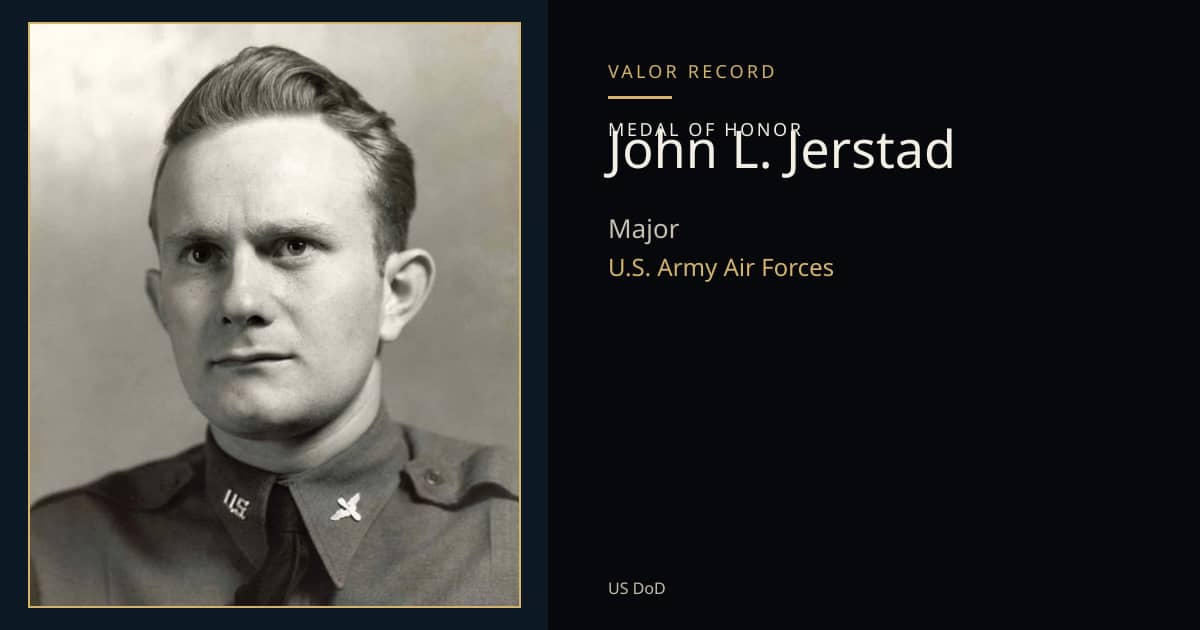 VALOR RECORD
MEDAL OF HONOR
John L. Jerstad
Major
U.S. Army Air Forces
US DoD
U.S.